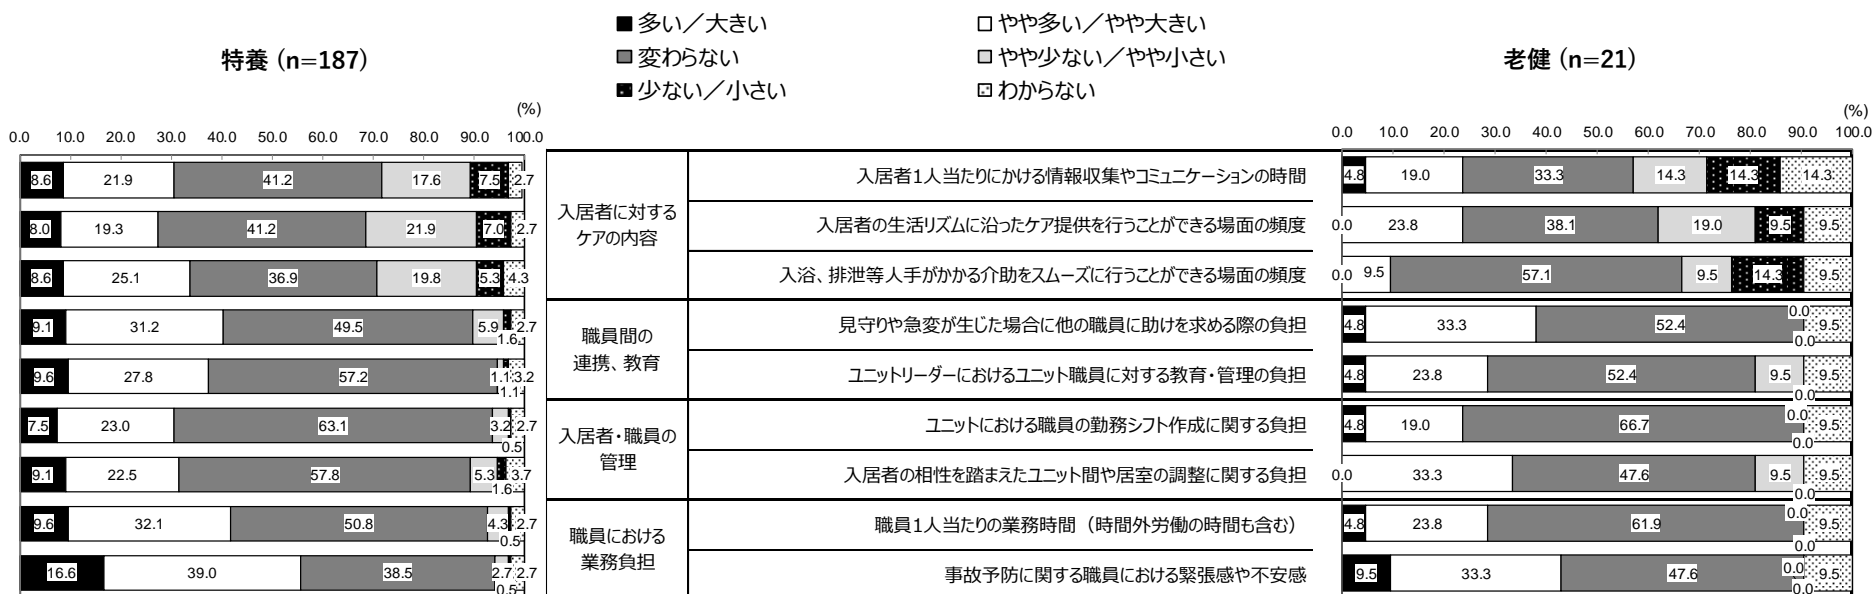 ■多い／大きい
□やや多い／やや大きい
■変わらない
□やや少ない／やや小さい
■少ない／小さい
□わからない
特養（n=187）
老健（n=21）
(%)
0.0 10.0 20.0 30.0 40.0 50.0 60.0 70.0 80.0 90.0 100.0
(%)
0.0 10.0 20.0 30.0 40.0 50.0 60.0 70.0 80.0 90.0 100.0
8.6 21.9 41.2 17.6 7.5 2.7
入居者に対する
ケアの内容
入居者1人当たりにかける情報収集やコミュニケーションの時間
4.8 19.0 33.3 14.3 14.3 14.3
8.0 19.3 41.2 21.9 7.0 2.7
入居者の生活リズムに沿ったケア提供を行うことができる場面の頻度
0.0 23.8 38.1 19.0 9.5 9.5
8.6 25.1 36.9 19.8 5.3 4.3
入浴、排泄等人手がかかる介助をスムーズに行うことができる場面の頻度
0.0 9.5 57.1 9.5 14.3 9.5
9.1 31.2 49.5 5.9 1.6 2.7
職員間の
連携、教育
見守りや急変が生じた場合に他の職員に助けを求める際の負担
4.8 33.3 52.4 0.0 0.0 9.5
9.6 27.8 57.2 1.1 1.1 3.2
ユニットリーダーにおけるユニット職員に対する教育・管理の負担
4.8 23.8 52.4 9.5 0.0 9.5
7.5 23.0 63.1 3.2 0.5 2.7
入居者・職員の
管理
ユニットにおける職員の勤務シフト作成に関する負担
4.8 19.0 66.7 0.0 0.0 9.5
9.1 22.5 57.8 5.3 1.6 3.7
入居者の相性を踏まえたユニット間や居室の調整に関する負担
0.0 33.3 47.6 9.5 0.0 9.5
9.6 32.1 50.8 4.3 0.5 2.7
職員における
業務負担
職員1人当たりの業務時間（時間外労働の時間も含む）
4.8 23.8 61.9 0.0 0.0 9.5
16.6 39.0 38.5 2.7 0.5 2.7
事故予防に関する職員における緊張感や不安感
9.5 33.3 47.6 0.0 0.0 9.5